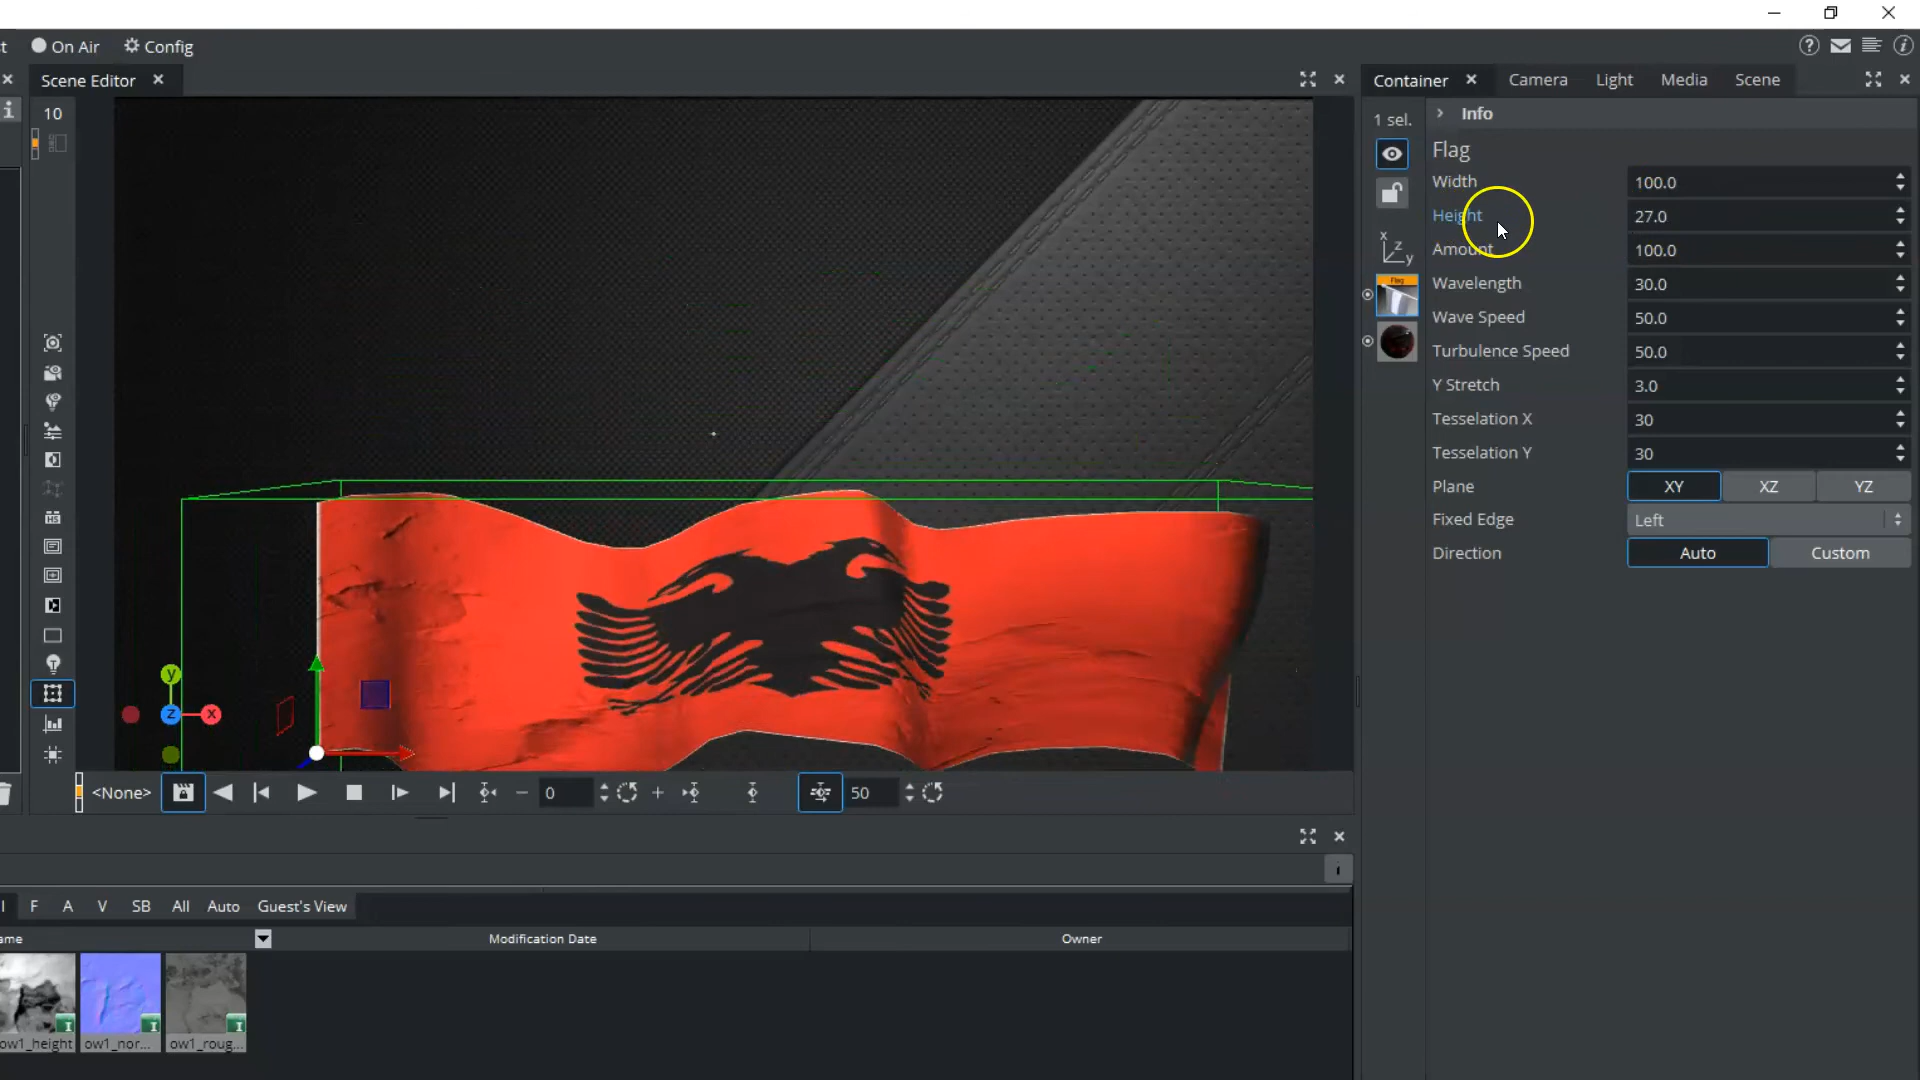 t On Air Config
Scene Editor
Container Camera Light Media Scene
10
1 sel.
Info
Flag
Width 100.0
Height 27.0
Amount 100.0
Flag
Wavelength 30.0
Wave Speed 50.0
Turbulence Speed 50.0
Y Stretch 3.0
Tesselation X 30
Tesselation Y 30
Plane XY XZ YZ
Fixed Edge Left
Direction Auto Custom
x
z
y
HS
y
z x
<None> 0 50
i
I F A V SB All Auto Guest's View
ame Modification Date Owner
ow1_height ow1_nor... ow1_roug...